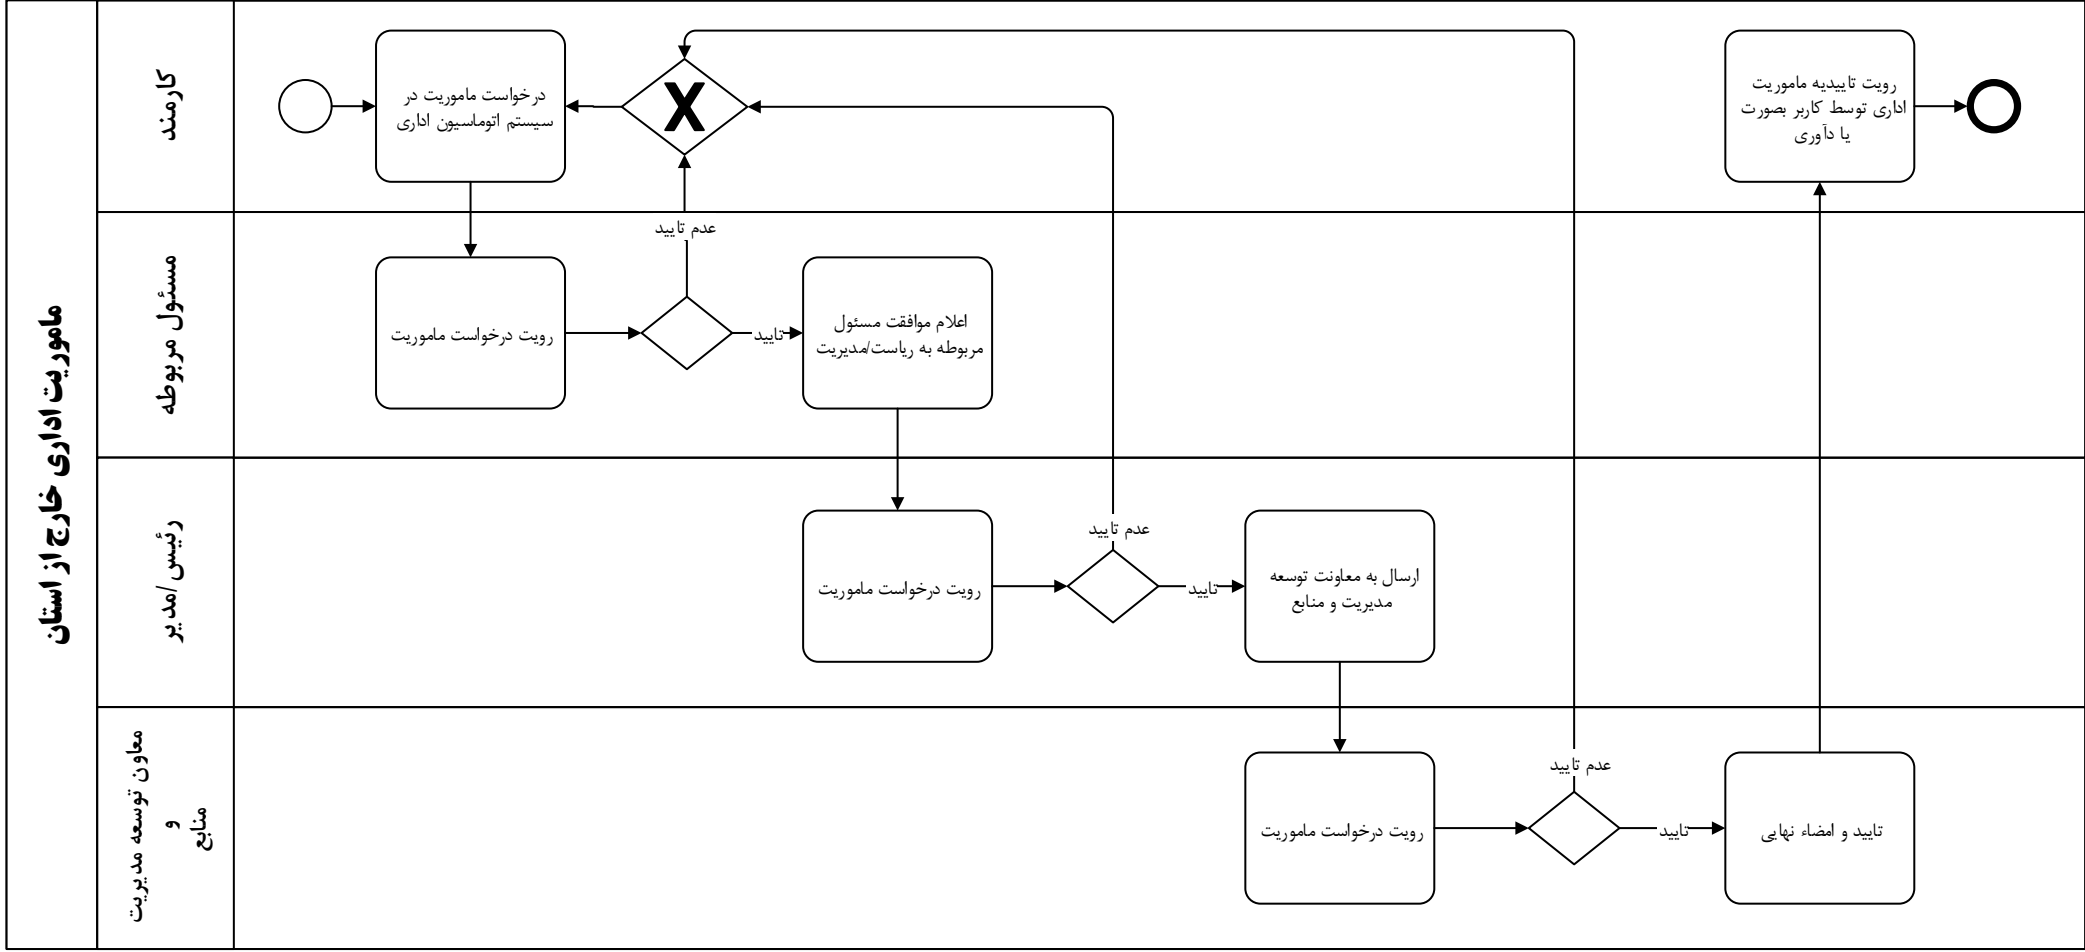 ماموریت اداری خارج از استان
کارمند
درخواست ماموریت در
سیستم اتوماسیون اداری
X
رویت تاییدیه ماموریت
اداری توسط کاربر بصورت
یا دآوری
مسئول مربوطه
رویت درخواست ماموریت
عدم تایید
تایید
اعلام موافقت مسئول
مربوطه به ریاست/مدیریت
رئیس/مدیر
رویت درخواست ماموریت
عدم تایید
تایید
ارسال به معاونت توسعه
مدیریت و منابع
معاون توسعه مدیریت
و
منابع
رویت درخواست ماموریت
عدم تایید
تایید
تایید و امضاء نهایی